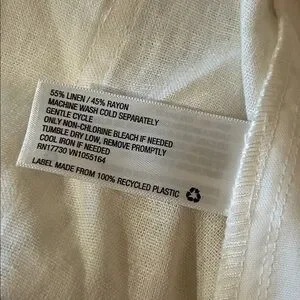 55% LINEN / 45% RAYON
MACHINE WASH COLD SEPARATELY
GENTLE CYCLE
ONLY NON-CHLORINE BLEACH IF NEEDED
TUMBLE DRY LOW, REMOVE PROMPTLY
COOL IRON IF NEEDED
RN17730 VN1055164
LABEL MADE FROM 100% RECYCLED PLASTIC